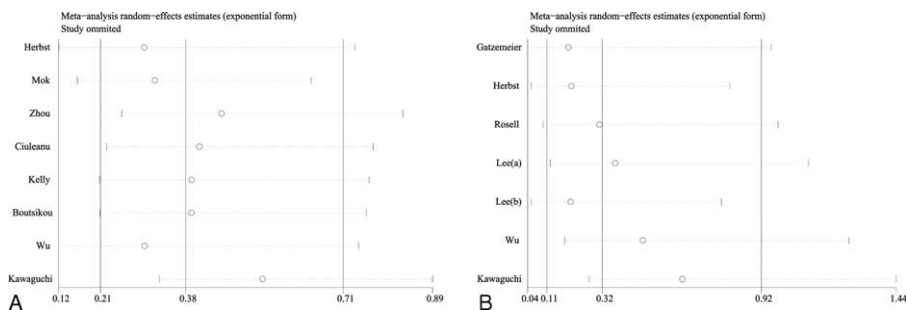 Meta-analysis random-effects estimates (exponential form)
Study ommited
Herbst
Mok
Zhou
Ciuleanu
Kelly
Boutsikou
Wu
Kawaguchi
0.12 0.21 0.38 0.71 0.89
A
Meta-analysis random-effects estimates (exponential form)
Study ommited
Gatzemeier
Herbst
Rosell
Lee(a)
Lee(b)
Wu
Kawaguchi
0.04 0.11 0.32 0.92 1.44
B